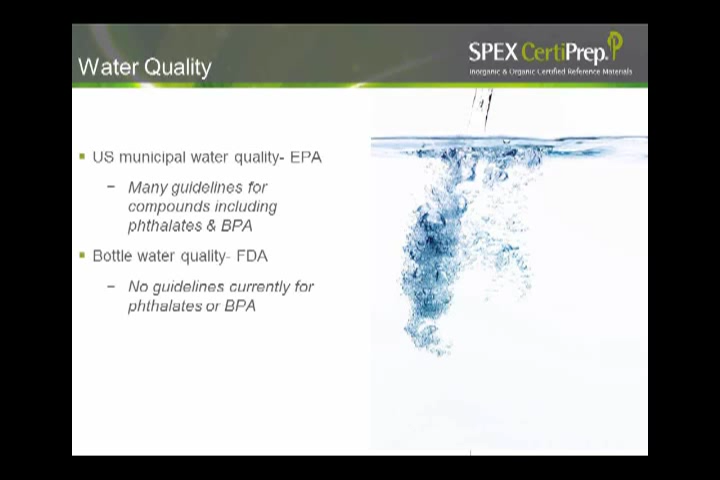 Water Quality
SPEX CertiPrep.
Inorganic & Organic Certified Reference Materials
▪ US municipal water quality- EPA
– Many guidelines for
compounds including
phthalates & BPA
▪ Bottle water quality- FDA
– No guidelines currently for
phthalates or BPA